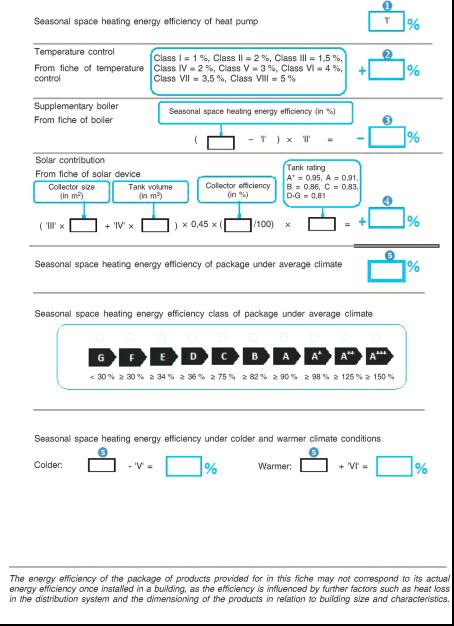 1
Seasonal space heating energy efficiency of heat pump 'I' %
Temperature control
From fiche of temperature control
Class I = 1 %, Class II = 2 %, Class III = 1,5 %,
Class IV = 2 %, Class V = 3 %, Class VI = 4 %,
Class VII = 3,5 %, Class VIII = 5 %
2
+ %
Supplementary boiler
From fiche of boiler
Seasonal space heating energy efficiency (in %)
3
( - 'I' ) × 'II' = - %
Solar contribution
From fiche of solar device
Collector size
(in m²)
Tank volume
(in m³)
Collector efficiency
(in %)
Tank rating
A* = 0,95, A = 0,91,
B = 0,86, C = 0,83,
D-G = 0,81
4
( 'III' × + 'IV' × ) × 0,45 × ( /100) × = + %
5
Seasonal space heating energy efficiency of package under average climate %
Seasonal space heating energy efficiency class of package under average climate
G F E D C B A A⁺ A⁺⁺ A⁺⁺⁺
< 30 % ≥ 30 % ≥ 34 % ≥ 36 % ≥ 75 % ≥ 82 % ≥ 90 % ≥ 98 % ≥ 125 % ≥ 150 %
Seasonal space heating energy efficiency under colder and warmer climate conditions
5 5
Colder: - 'V' = % Warmer: + 'VI' = %
The energy efficiency of the package of products provided for in this fiche may not correspond to its actual
energy efficiency once installed in a building, as the efficiency is influenced by further factors such as heat loss
in the distribution system and the dimensioning of the products in relation to building size and characteristics.